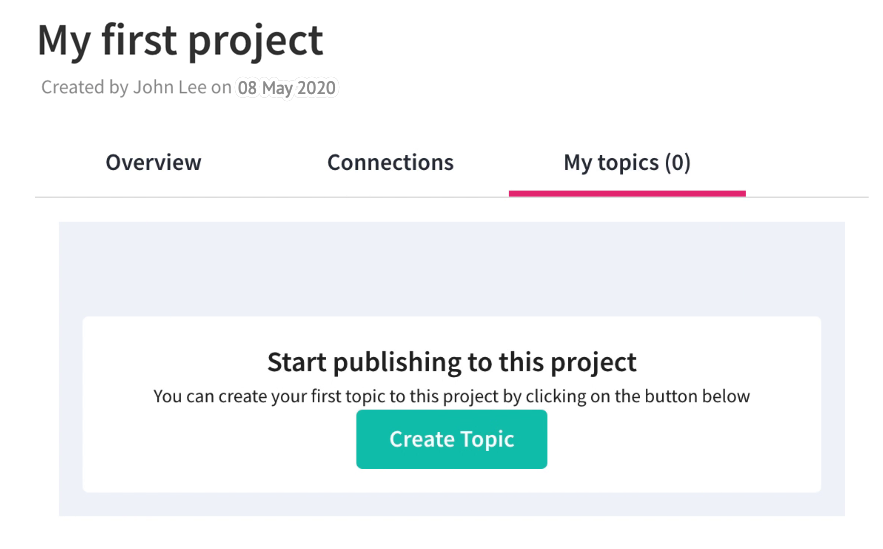 My first project
Created by John Lee on 08 May 2020
Overview Connections My topics (0)
Start publishing to this project
You can create your first topic to this project by clicking on the button below
Create Topic